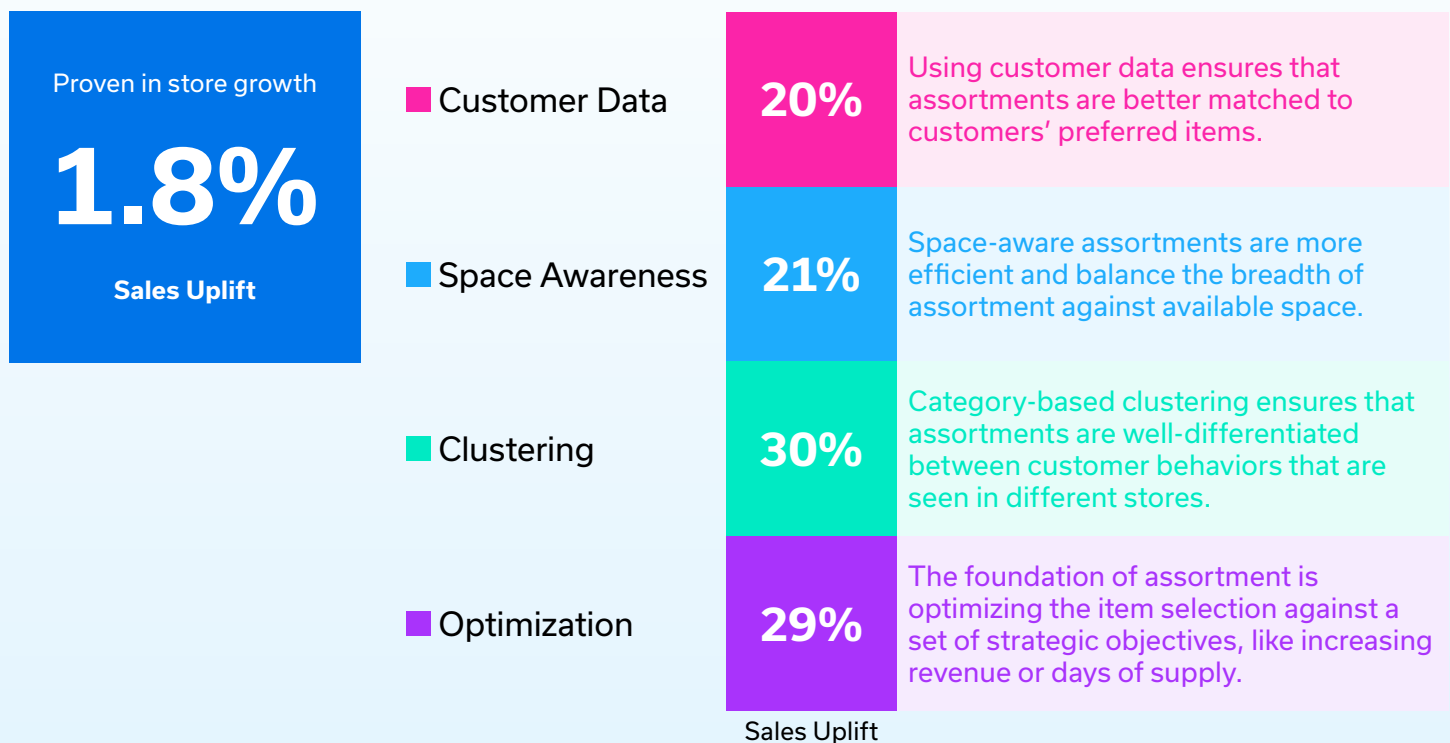 Proven in store growth
1.8%
Sales Uplift
Customer Data
20%
Using customer data ensures that
assortments are better matched to
customers’ preferred items.
Space Awareness
21%
Space-aware assortments are more
efficient and balance the breadth of
assortment against available space.
Clustering
30%
Category-based clustering ensures that
assortments are well-differentiated
between customer behaviors that are
seen in different stores.
Optimization
29%
The foundation of assortment is
optimizing the item selection against a
set of strategic objectives, like increasing
revenue or days of supply.
Sales Uplift